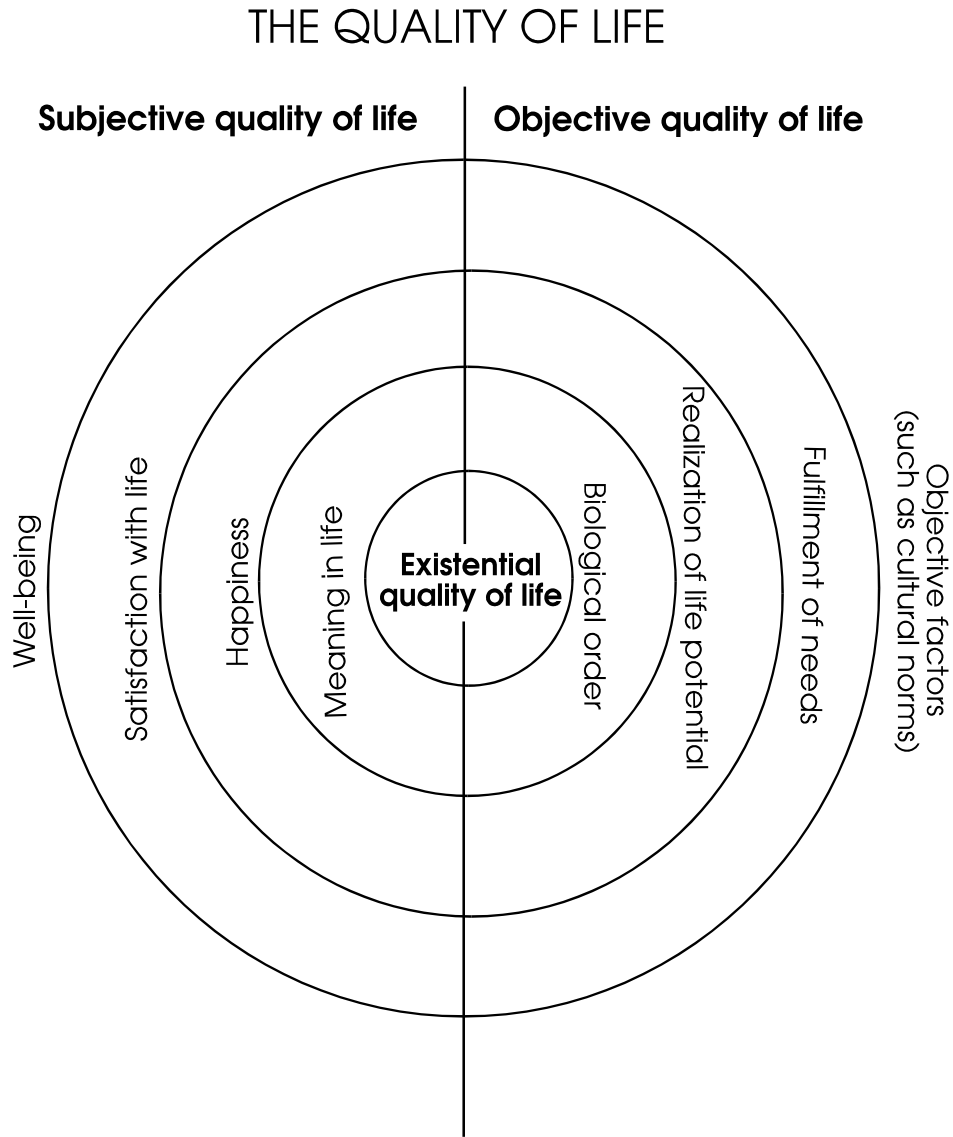 THE QUALITY OF LIFE
Subjective quality of life
Objective quality of life
Well-being
Satisfaction with life
Happiness
Meaning in life
Existential
quality of life
Biological order
Realization of life potential
Fulfillment of needs
Objective factors
(such as cultural norms)